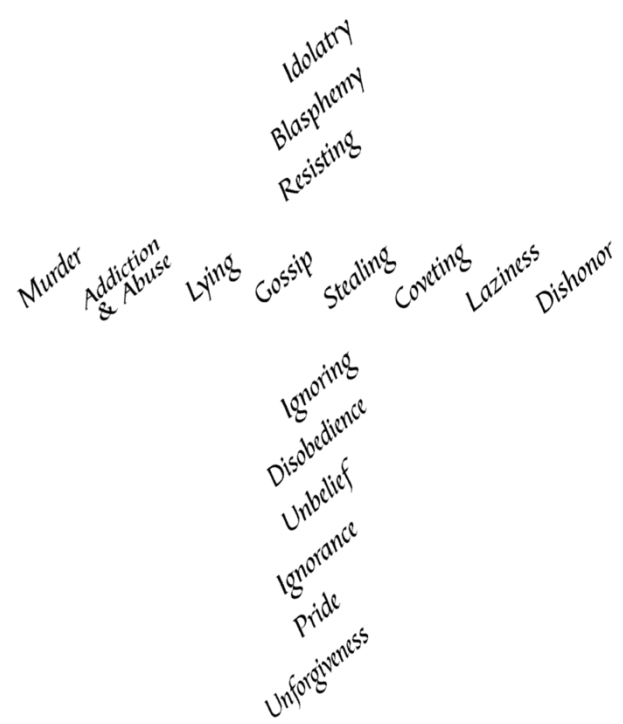 Idolatry
Blasphemy
Resisting
Murder
Addiction
& Abuse
Lying
Gossip
Stealing
Coveting
Laziness
Dishonor
Ignoring
Disobedience
Unbelief
Ignorance
Pride
Unforgiveness